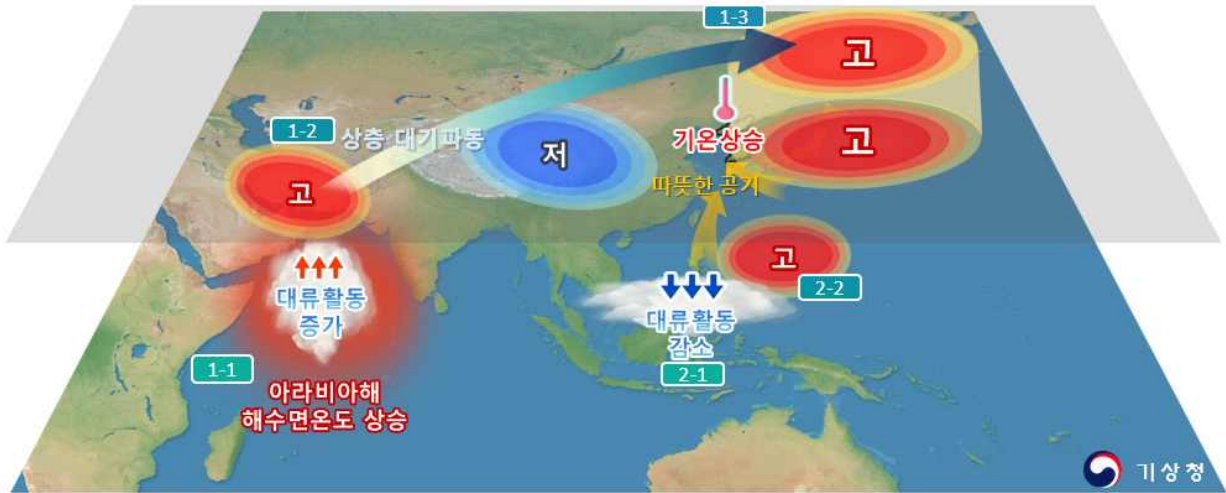 1-3
고
1-2
상층 대기파동
저
기온상승
고
고
따뜻한 공기
고
2-2
대류활동
증가
대류활동
감소
1-1
2-1
아라비아해
해수면온도 상승
기상청